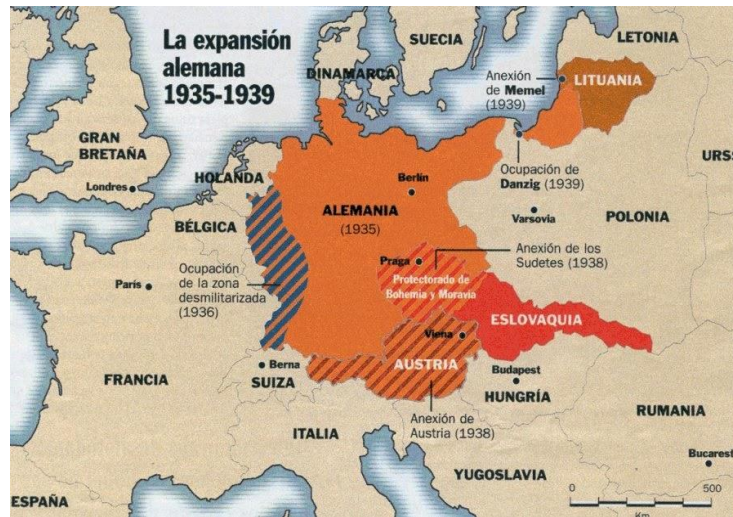 La expansión
alemana
1935-1939
SUECIA
LETONIA
DINAMARCA
Anexión
de Memel
(1939)
LITUANIA
GRAN
BRETAÑA
Londres
HOLANDA
Berlín
Ocupación de
Danzig (1939)
URSS
BÉLGICA
ALEMANIA
(1935)
Varsovia
POLONIA
Ocupación
de la zona
desmilitarizada
(1936)
París
Praga
Anexión de los
Sudetes (1938)
Protectorado de
Bohemia y Moravia
ESLOVAQUIA
Viena
AUSTRIA
Berna
SUIZA
Budapest
HUNGRÍA
FRANCIA
Anexión de
Austria (1938)
RUMANIA
ITALIA
Bucarest
YUGOSLAVIA
ESPAÑA
0
500
Km